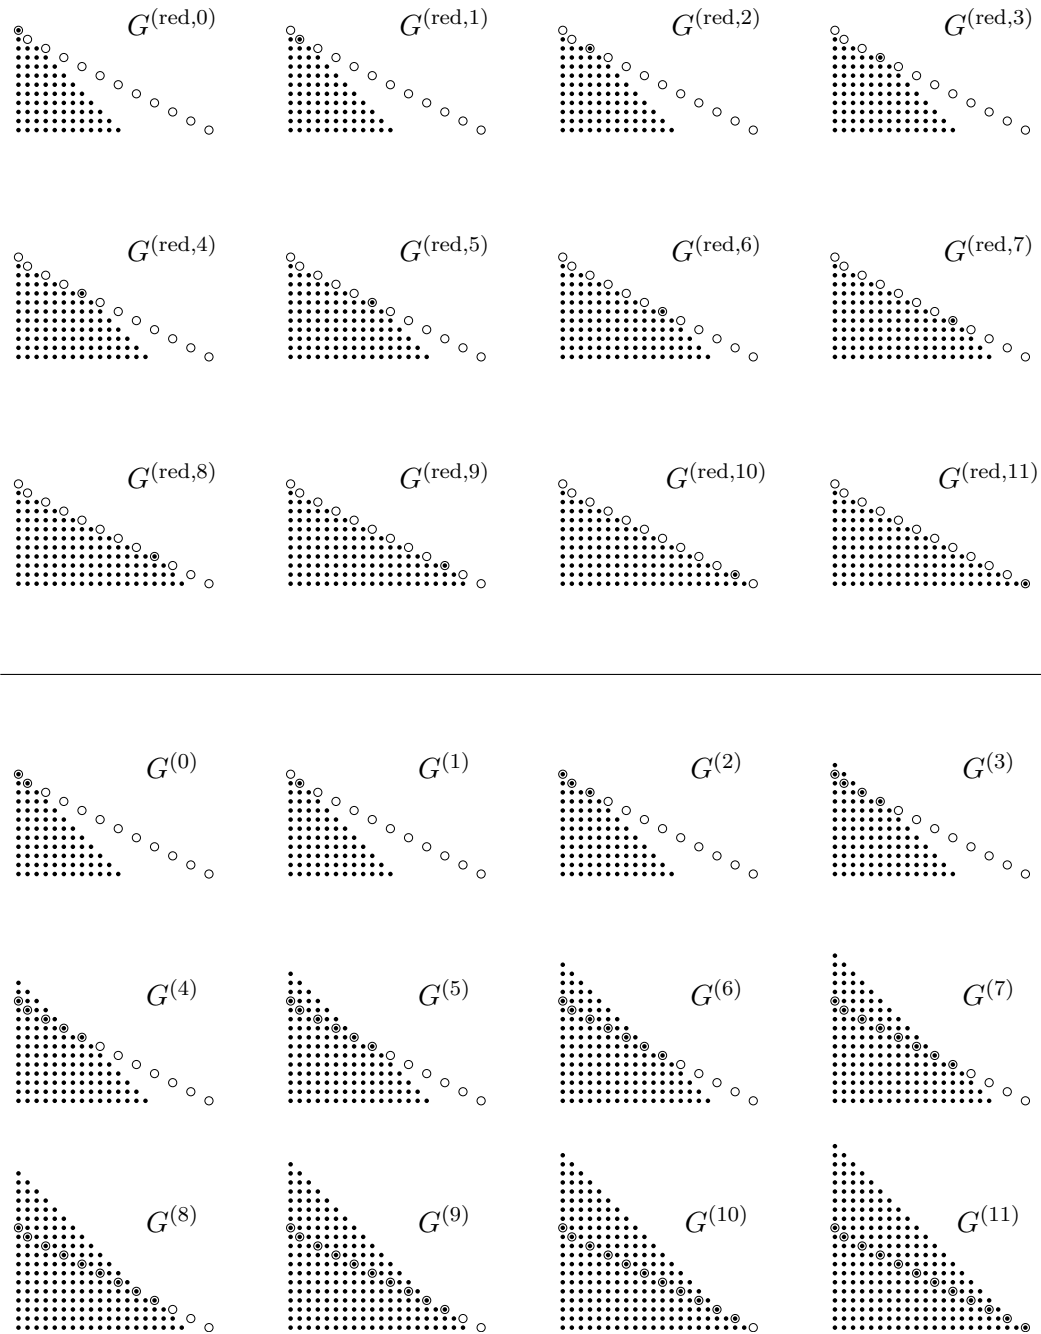 G^(red,0) G^(red,1) G^(red,2) G^(red,3)
G^(red,4) G^(red,5) G^(red,6) G^(red,7)
G^(red,8) G^(red,9) G^(red,10) G^(red,11)
G^(0) G^(1) G^(2) G^(3)
G^(4) G^(5) G^(6) G^(7)
G^(8) G^(9) G^(10) G^(11)